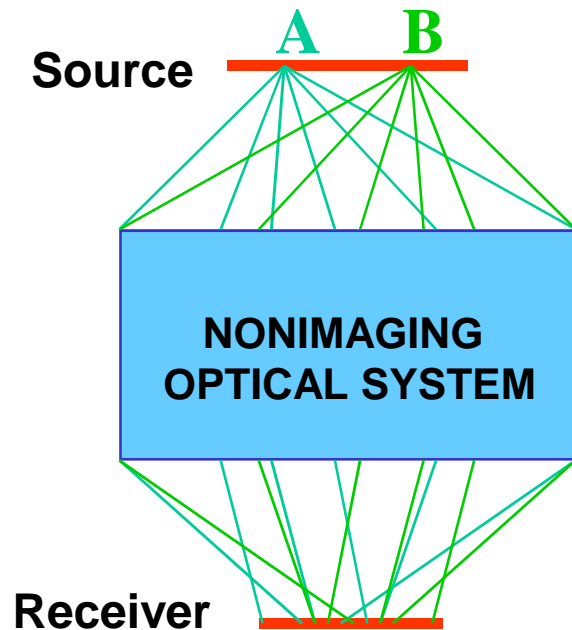 A B
Source
NONIMAGING
OPTICAL SYSTEM
Receiver